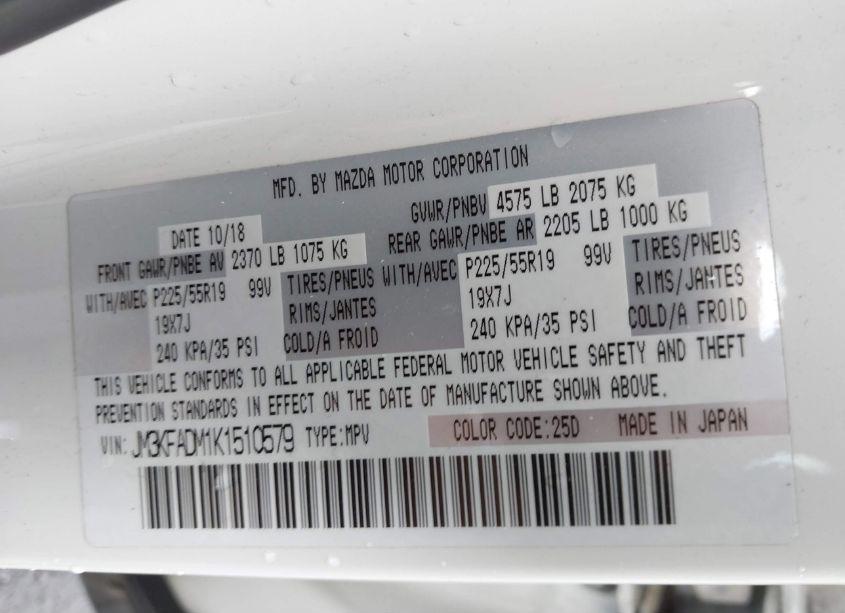 MFD. BY MAZDA MOTOR CORPORATION
DATE 10/18 GVWR/PNBV 4575 LB 2075 KG
FRONT GAWR/PNBE AV 2370 LB 1075 KG REAR GAWR/PNBE AR 2205 LB 1000 KG
WITH/AVEC P225/55R19 99V TIRES/PNEUS WITH/AVEC P225/55R19 99V TIRES/PNEUS
19X7J RIMS/JANTES 19X7J RIMS/JANTES
240 KPA/35 PSI COLD/A FROID 240 KPA/35 PSI COLD/A FROID
THIS VEHICLE CONFORMS TO ALL APPLICABLE FEDERAL MOTOR VEHICLE SAFETY AND THEFT
PREVENTION STANDARDS IN EFFECT ON THE DATE OF MANUFACTURE SHOWN ABOVE.
VIN: JM3KFADM1K1510579 TYPE:MPV COLOR CODE:25D MADE IN JAPAN